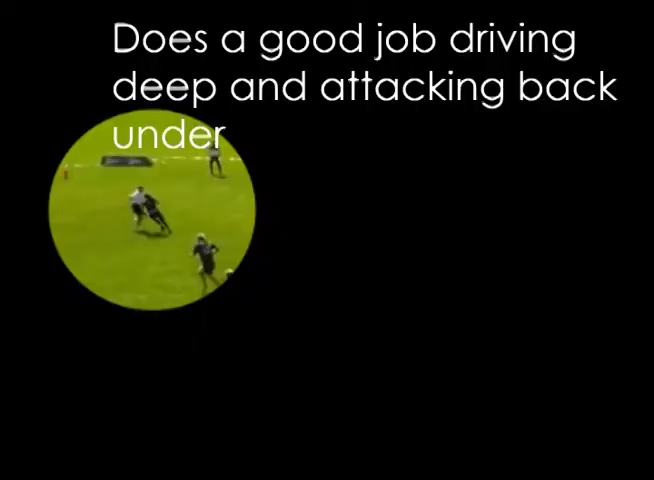 Does a good job driving
deep and attacking back
under